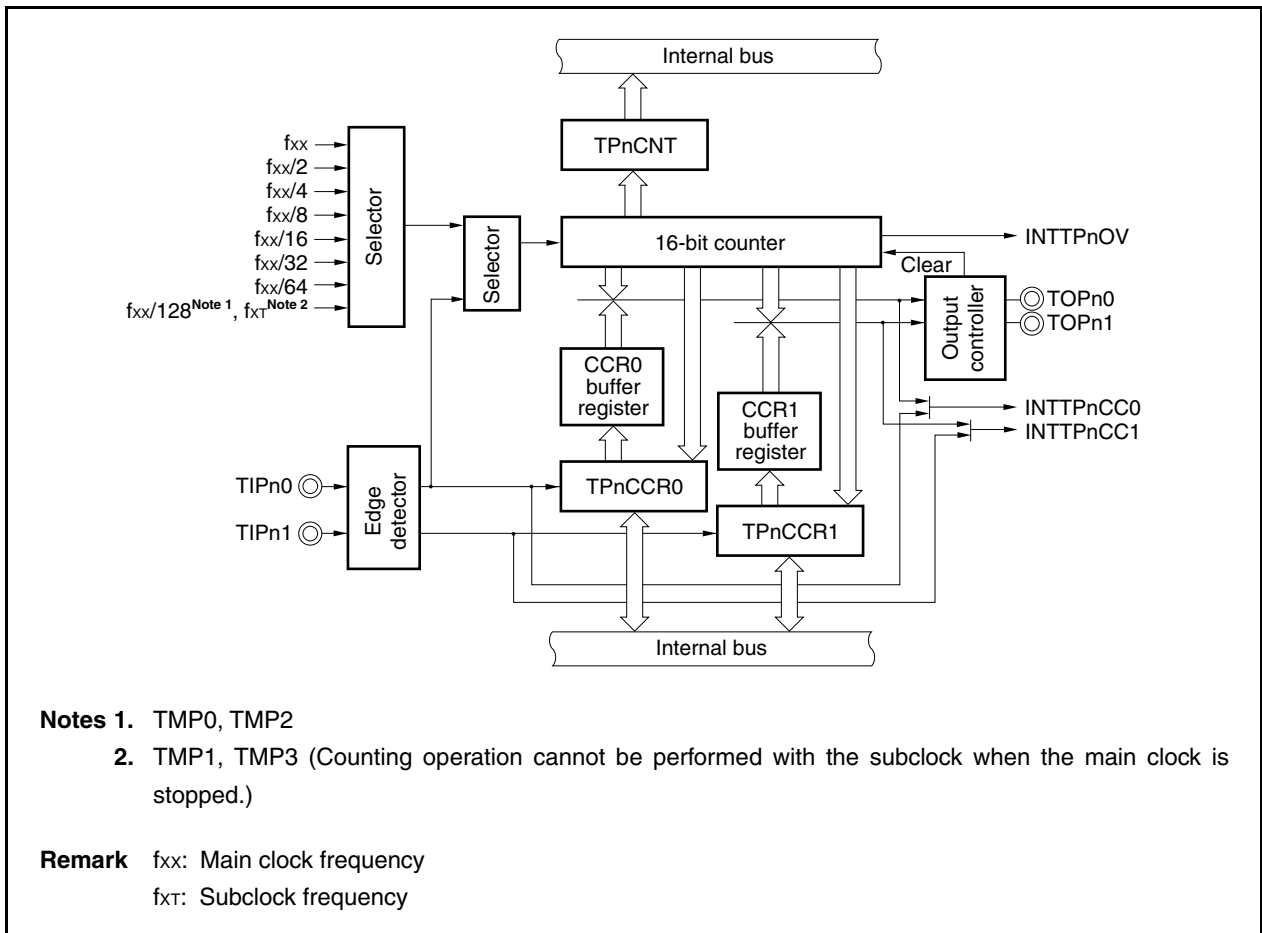 Internal bus
TPnCNT
fxx
fxx/2
fxx/4
fxx/8
fxx/16
fxx/32
fxx/64
fxx/128Note 1, fxTNote 2
Selector
Selector
16-bit counter
INTTPnOV
Clear
Output
controller
TOPn0
TOPn1
CCR0
buffer
register
CCR1
buffer
register
INTTPnCC0
INTTPnCC1
TIPn0
TIPn1
Edge
detector
TPnCCR0
TPnCCR1
Internal bus
Notes 1. TMP0, TMP2
2. TMP1, TMP3 (Counting operation cannot be performed with the subclock when the main clock is
stopped.)
Remark fxx: Main clock frequency
fxT: Subclock frequency